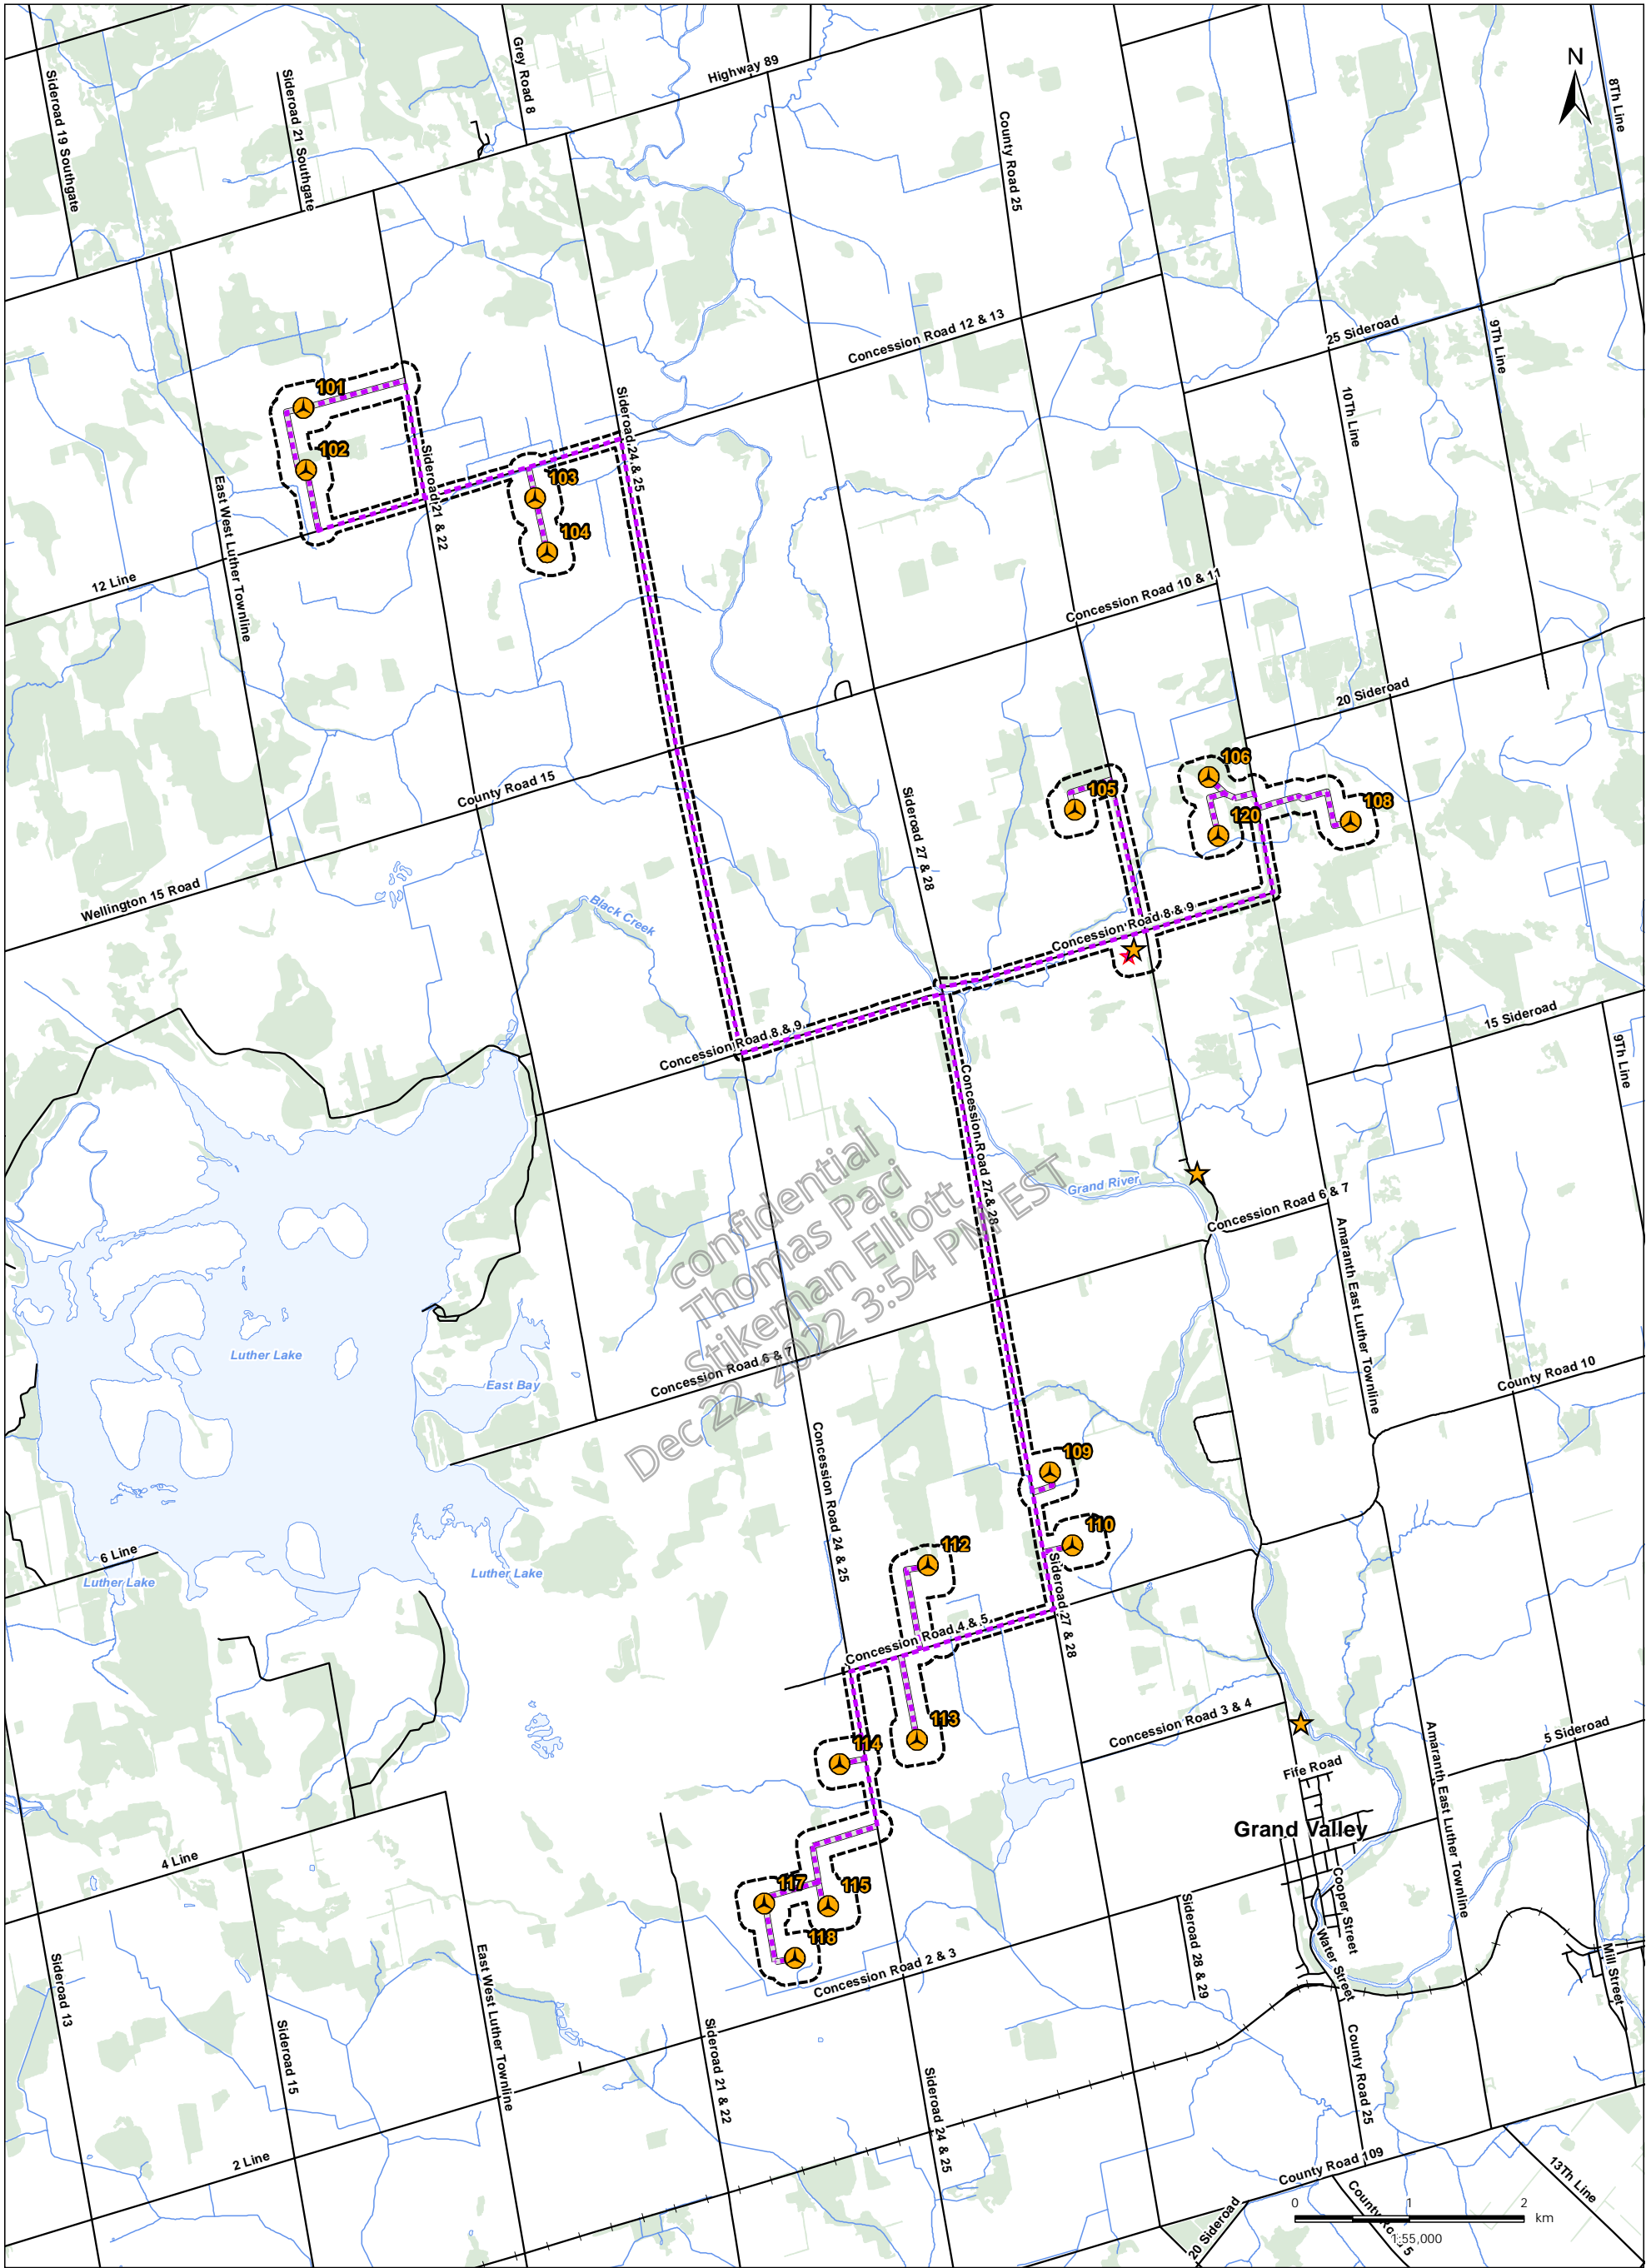 N
Highway 89
Grey Road 8
Sideroad 19 Southgate
Sideroad 21 Southgate
8Th Line
County Road 25
Concession Road 12 & 13
25 Sideroad
9Th Line
10Th Line
101
102
103
104
Sideroad 24 & 25
Sideroad 21 & 22
East West Luther Townline
12 Line
Concession Road 10 & 11
20 Sideroad
County Road 15
Wellington 15 Road
Sideroad 27 & 28
105
106
120
108
Black Creek
Concession Road 8 & 9
Concession Road 8 & 9
15 Sideroad
9Th Line
Concession Road 27 & 28
Grand River
Concession Road 6 & 7
Amaranth East Luther Townline
confidential
Thomas Paci
Stikeman Elliott
Dec 22, 2022 3:54 PM EST
Luther Lake
East Bay
Concession Road 6 & 7
County Road 10
Concession Road 24 & 25
109
110
112
6 Line
Luther Lake
Luther Lake
Sideroad 27 & 28
Concession Road 4 & 5
113
114
Concession Road 3 & 4
5 Sideroad
Amaranth East Luther Townline
Fife Road
Grand Valley
4 Line
117
115
118
Cooper Street
Water Street
Mill Street
Sideroad 28 & 29
Concession Road 2 & 3
Sideroad 13
Sideroad 15
East West Luther Townline
Sideroad 21 & 22
Sideroad 24 & 25
County Road 25
2 Line
County Road 109
13Th Line
20 Sideroad
County Road 5
0 1 2
km
1:55,000